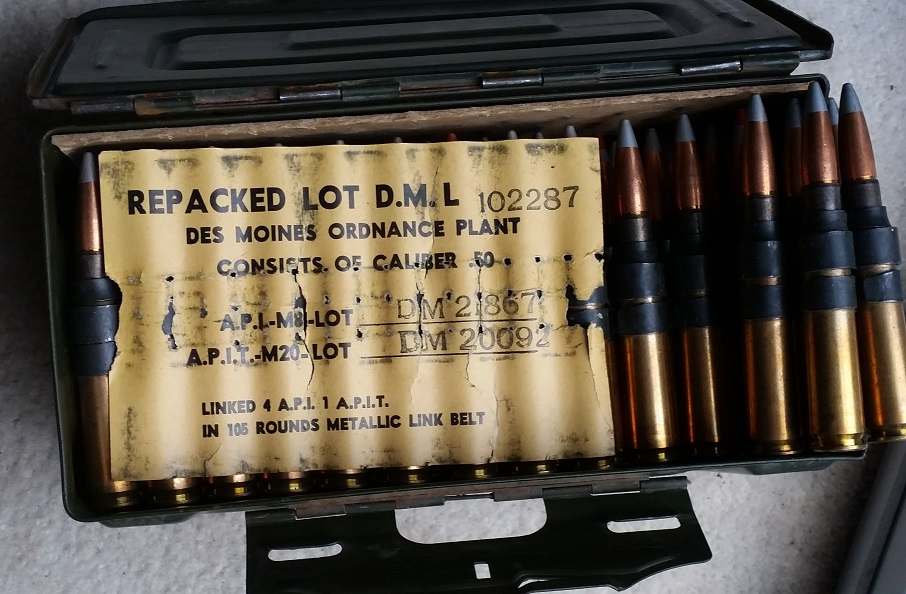 REPACKED LOT D.M.L 102287
DES MOINES ORDNANCE PLANT
CONSISTS OF CALIBER .50
A.P.I.-M8-LOT DM 21867
A.P.I.T.-M20-LOT DM 20092
LINKED 4 A.P.I. 1 A.P.I.T.
IN 105 ROUNDS METALLIC LINK BELT